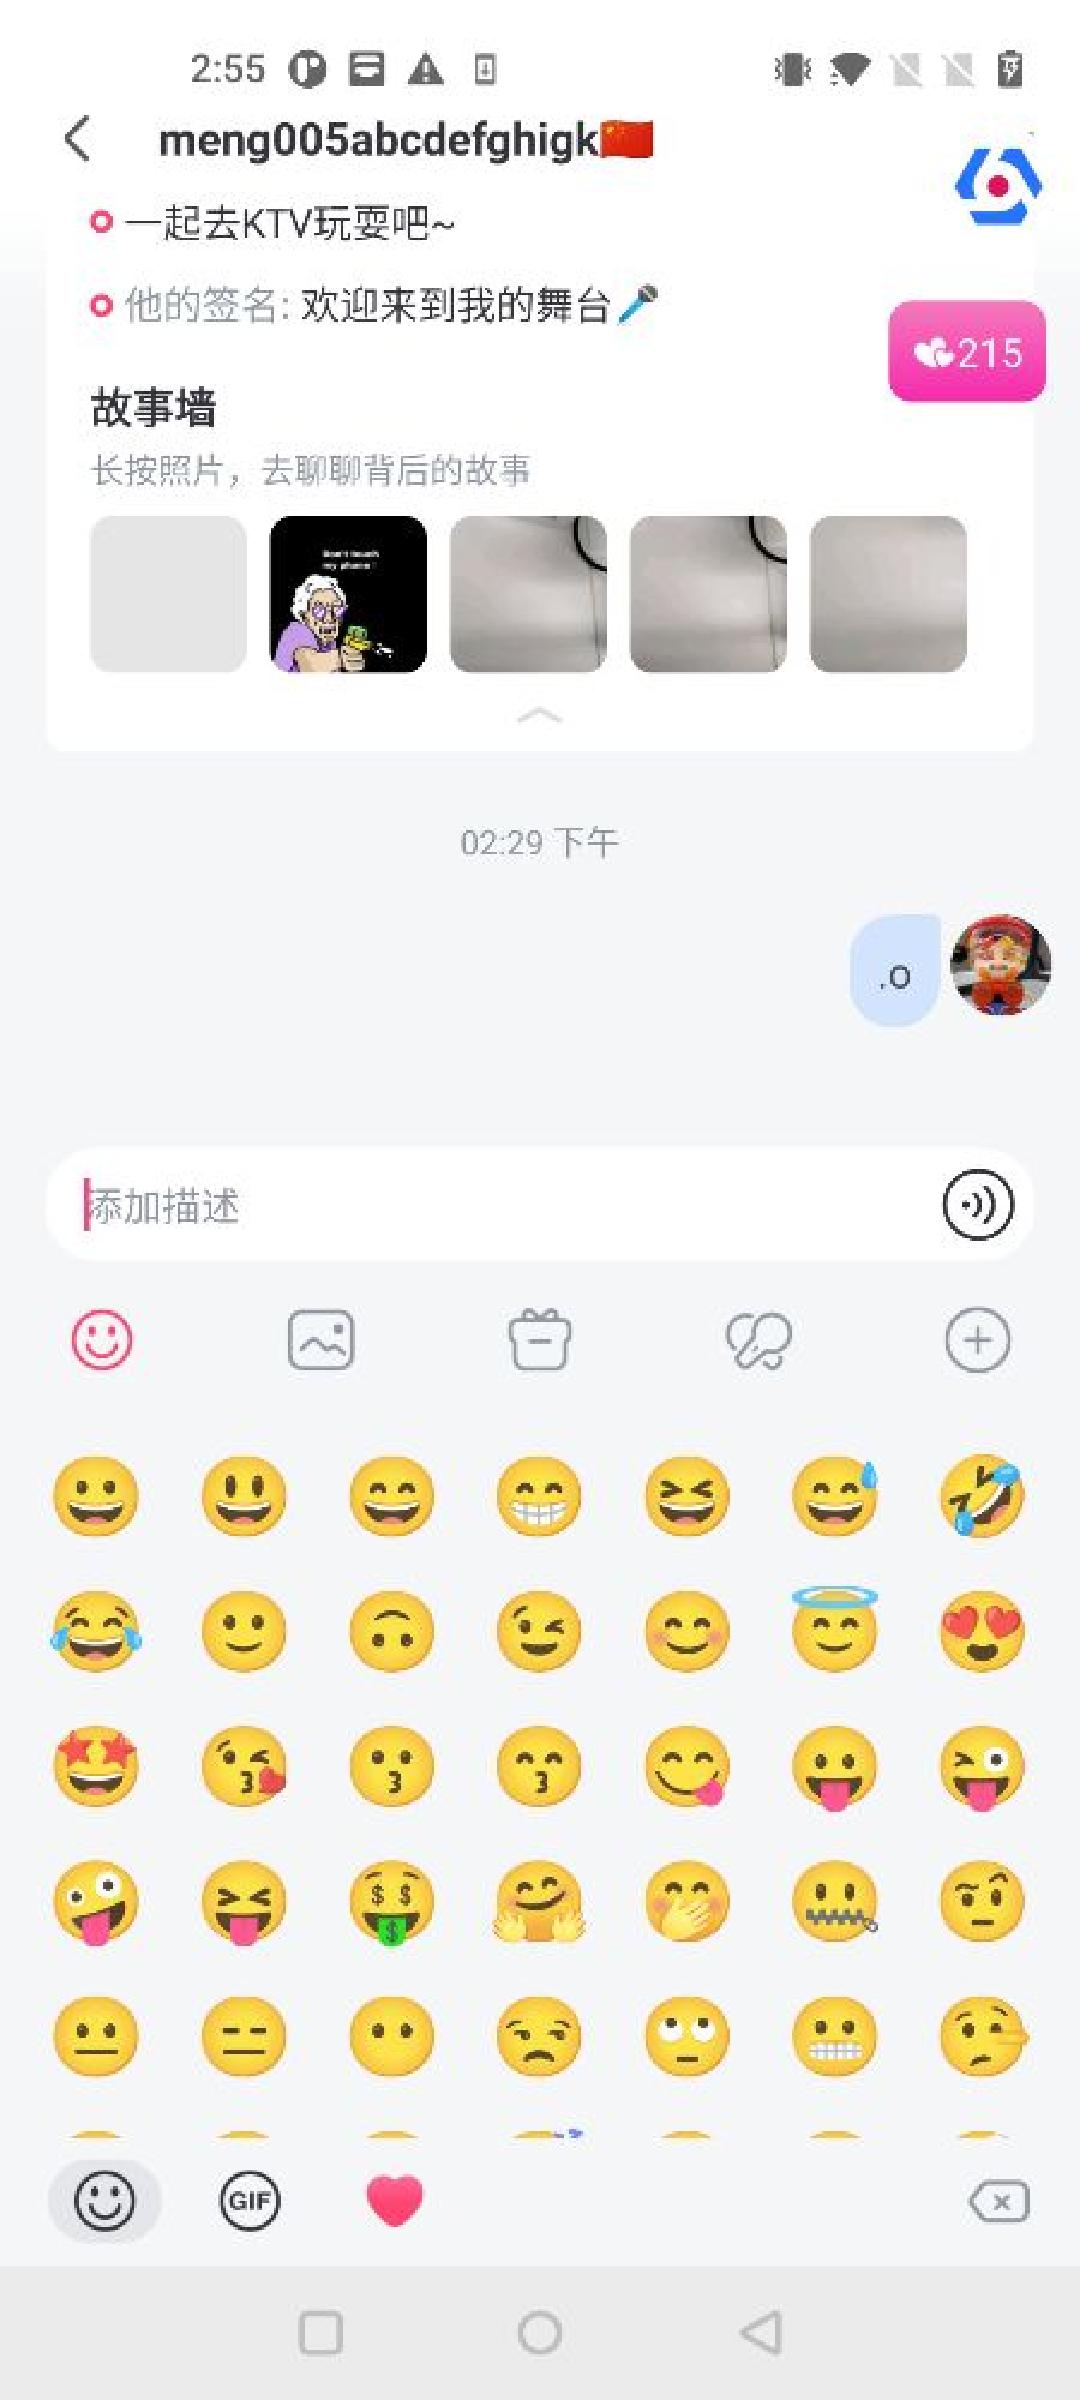 2:55
meng005abcdefghigk🇨🇳
一起去KTV玩耍吧~
他的签名: 欢迎来到我的舞台🎤
215
故事墙
长按照片，去聊聊背后的故事
Don't touch
my phone!
02:29 下午
.o
添加描述
GIF